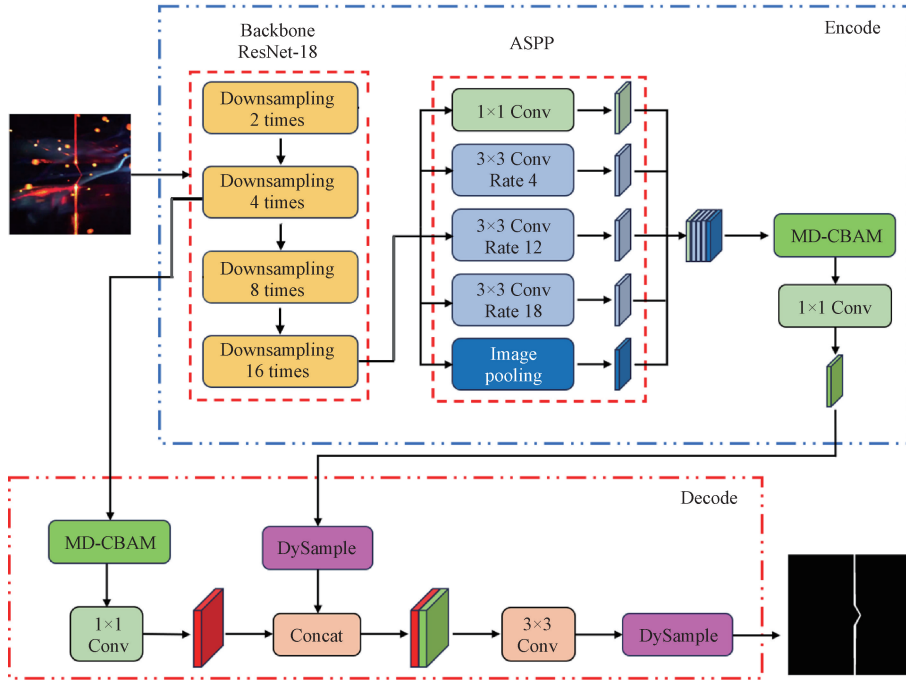 Backbone
ResNet-18
ASPP
Encode
Downsampling
2 times
Downsampling
4 times
Downsampling
8 times
Downsampling
16 times
1×1 Conv
3×3 Conv
Rate 4
3×3 Conv
Rate 12
3×3 Conv
Rate 18
Image
pooling
MD-CBAM
1×1 Conv
Decode
MD-CBAM
1×1
Conv
DySample
Concat
3×3
Conv
DySample